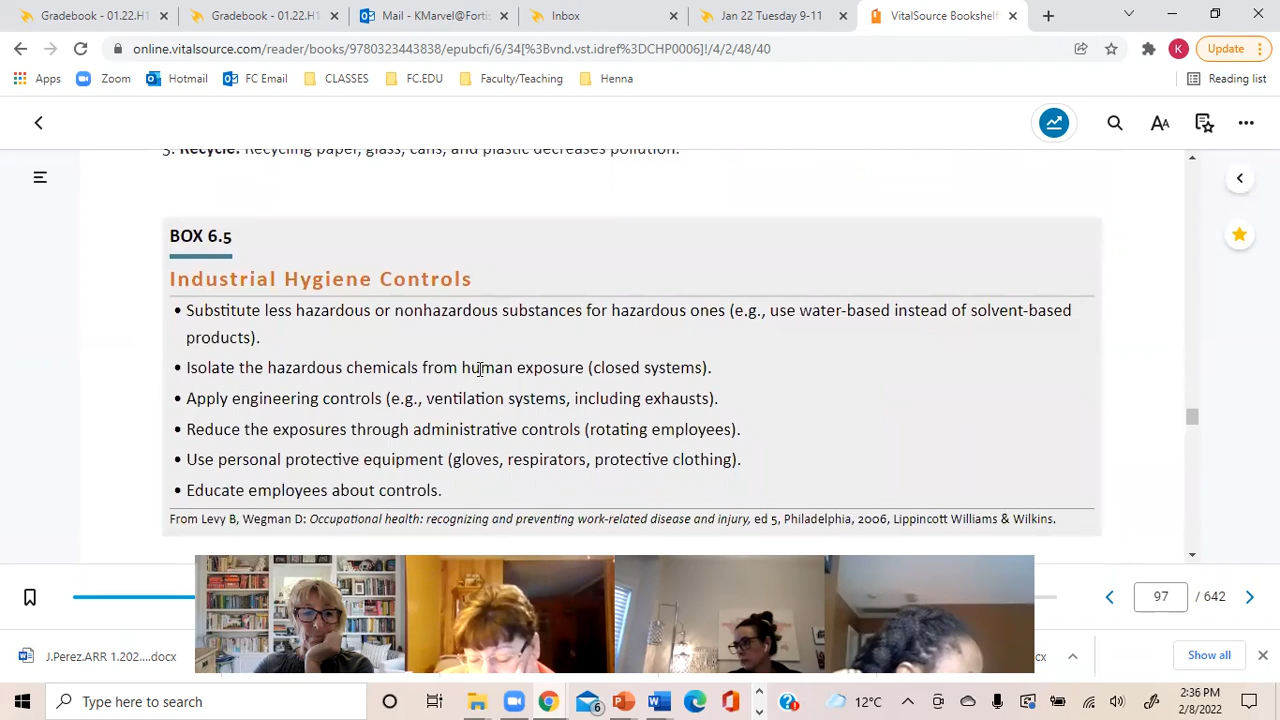 Gradebook - 01.22.H1
Gradebook - 01.22.H1
Mail - KMarvel@Fortis
Inbox
Jan 22 Tuesday 9-11
VitalSource Bookshelf
online.vitalsource.com/reader/books/9780323443838/epubcfi/6/34[%3Bvnd.vst.idref%3DCHP0006]!/4/2/48/40
K
Update
Apps
Zoom
Hotmail
FC Email
CLASSES
FC.EDU
Faculty/Teaching
Henna
Reading list
5. Recycle: Recycling paper, glass, cans, and plastic decreases pollution.
BOX 6.5
Industrial Hygiene Controls
• Substitute less hazardous or nonhazardous substances for hazardous ones (e.g., use water-based instead of solvent-based
products).
• Isolate the hazardous chemicals from human exposure (closed systems).
• Apply engineering controls (e.g., ventilation systems, including exhausts).
• Reduce the exposures through administrative controls (rotating employees).
• Use personal protective equipment (gloves, respirators, protective clothing).
• Educate employees about controls.
From Levy B, Wegman D: Occupational health: recognizing and preventing work-related disease and injury, ed 5, Philadelphia, 2006, Lippincott Williams & Wilkins.
97 / 642
J.Perez.ARR 1.202....docx
cx
Show all
Type here to search
6
12°C
2:36 PM
2/8/2022